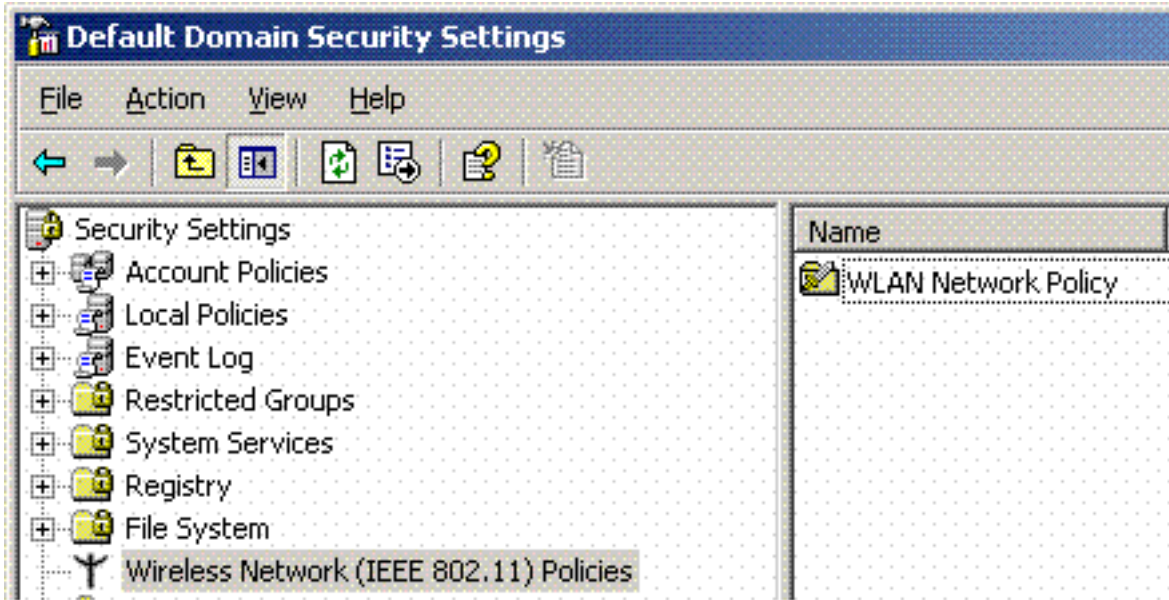 Default Domain Security Settings
File Action View Help
Security Settings
Account Policies
Local Policies
Event Log
Restricted Groups
System Services
Registry
File System
Wireless Network (IEEE 802.11) Policies
Name
WLAN Network Policy